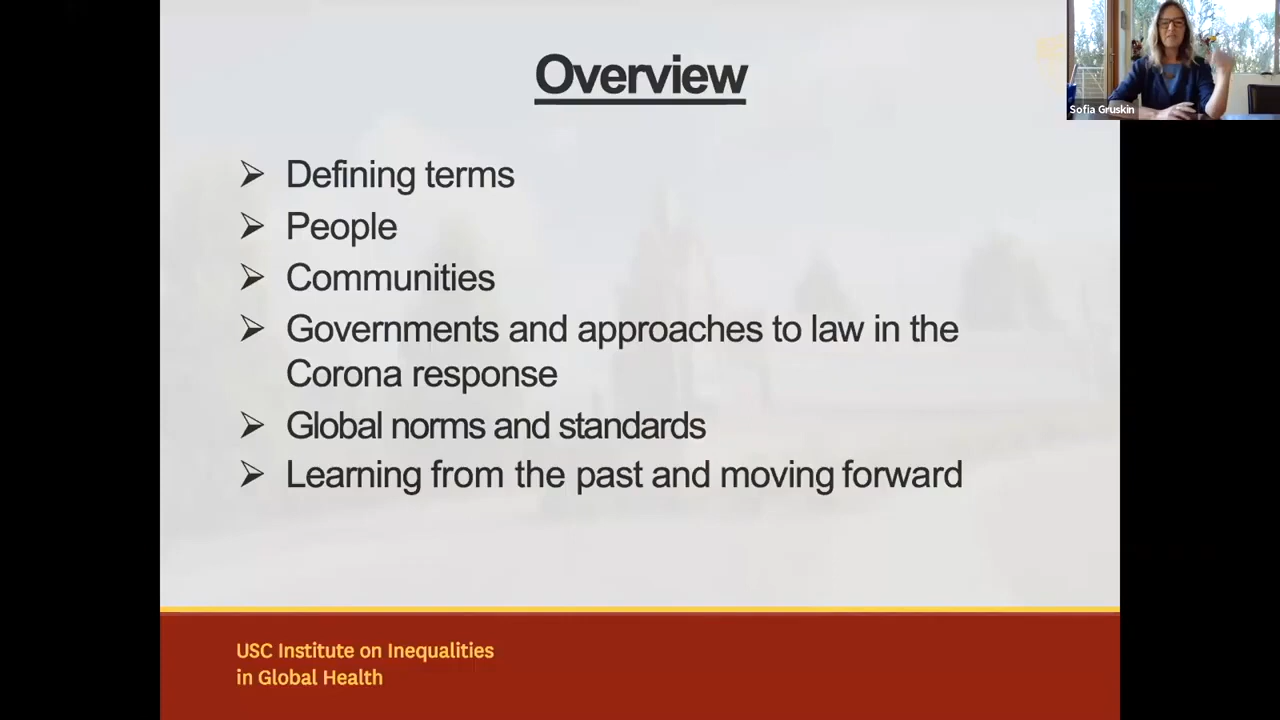 Overview
Sofia Gruskin
➢ Defining terms
➢ People
➢ Communities
➢ Governments and approaches to law in the
Corona response
➢ Global norms and standards
➢ Learning from the past and moving forward
USC Institute on Inequalities
in Global Health